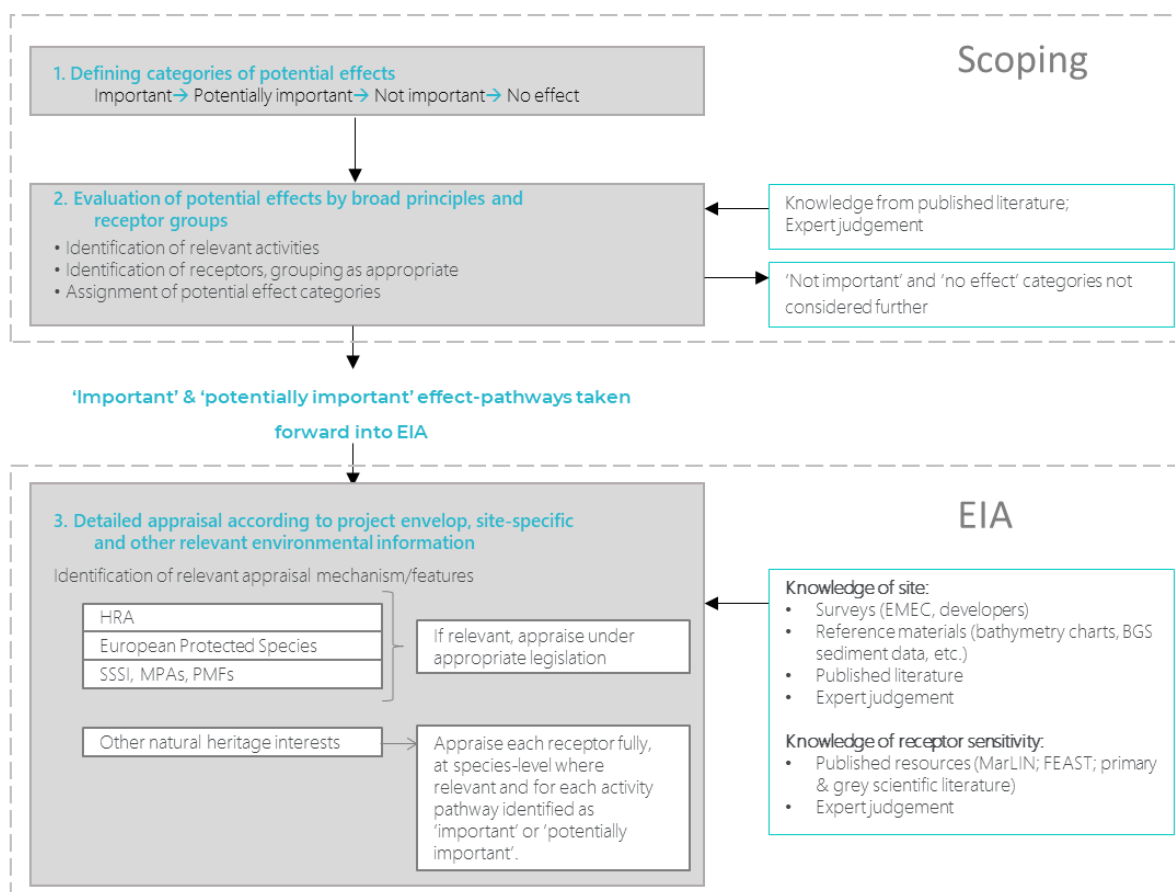 Scoping
1. Defining categories of potential effects
Important→ Potentially important→ Not important→ No effect
2. Evaluation of potential effects by broad principles and
receptor groups
• Identification of relevant activities
• Identification of receptors, grouping as appropriate
• Assignment of potential effect categories
Knowledge from published literature;
Expert judgement
‘Not important’ and ‘no effect’ categories not
considered further
‘Important’ & ‘potentially important’ effect-pathways taken
forward into EIA
EIA
3. Detailed appraisal according to project envelop, site-specific
and other relevant environmental information
Identification of relevant appraisal mechanism/features
HRA
European Protected Species
SSSI, MPAs, PMFs
If relevant, appraise under
appropriate legislation
Other natural heritage interests
Appraise each receptor fully,
at species-level where
relevant and for each activity
pathway identified as
‘important’ or ‘potentially
important’.
Knowledge of site:
• Surveys (EMEC, developers)
• Reference materials (bathymetry charts, BGS
sediment data, etc.)
• Published literature
• Expert judgement
Knowledge of receptor sensitivity:
• Published resources (MarLIN; FEAST; primary
& grey scientific literature)
• Expert judgement